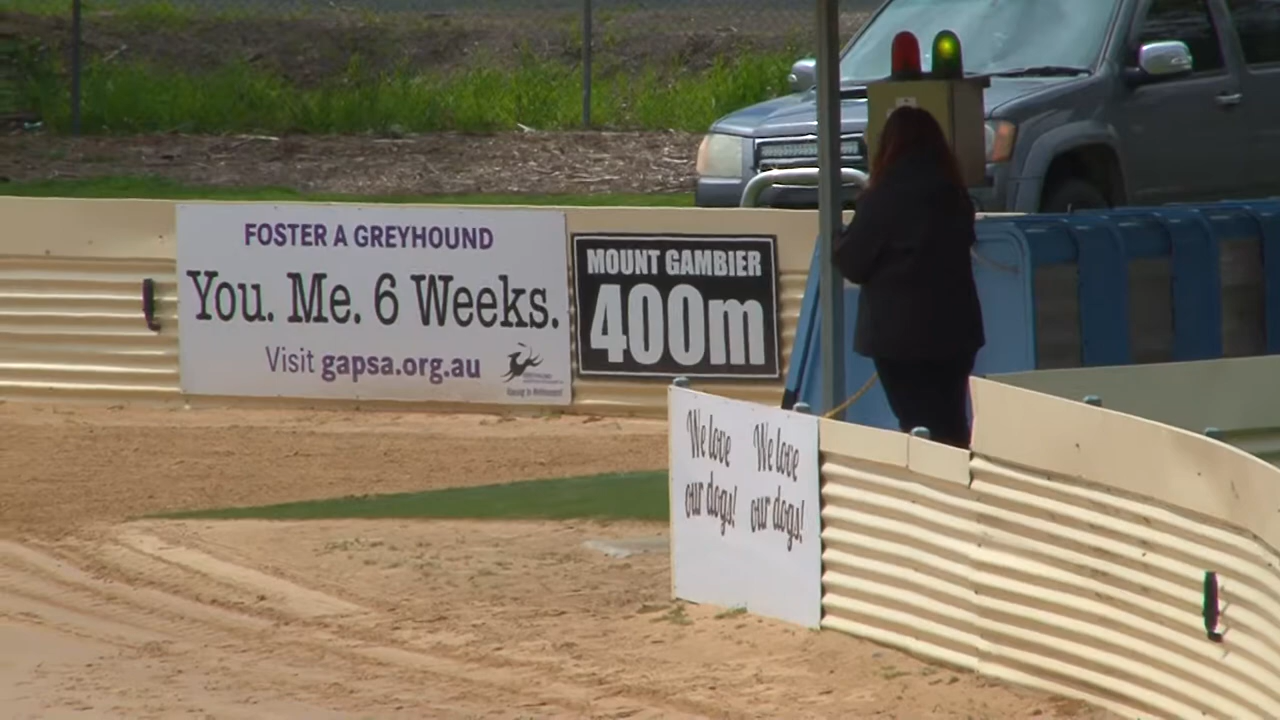 FOSTER A GREYHOUND
You. Me. 6 Weeks.
Visit gapsa.org.au
MOUNT GAMBIER
400m
We love
our dogs!
We love
our dogs!